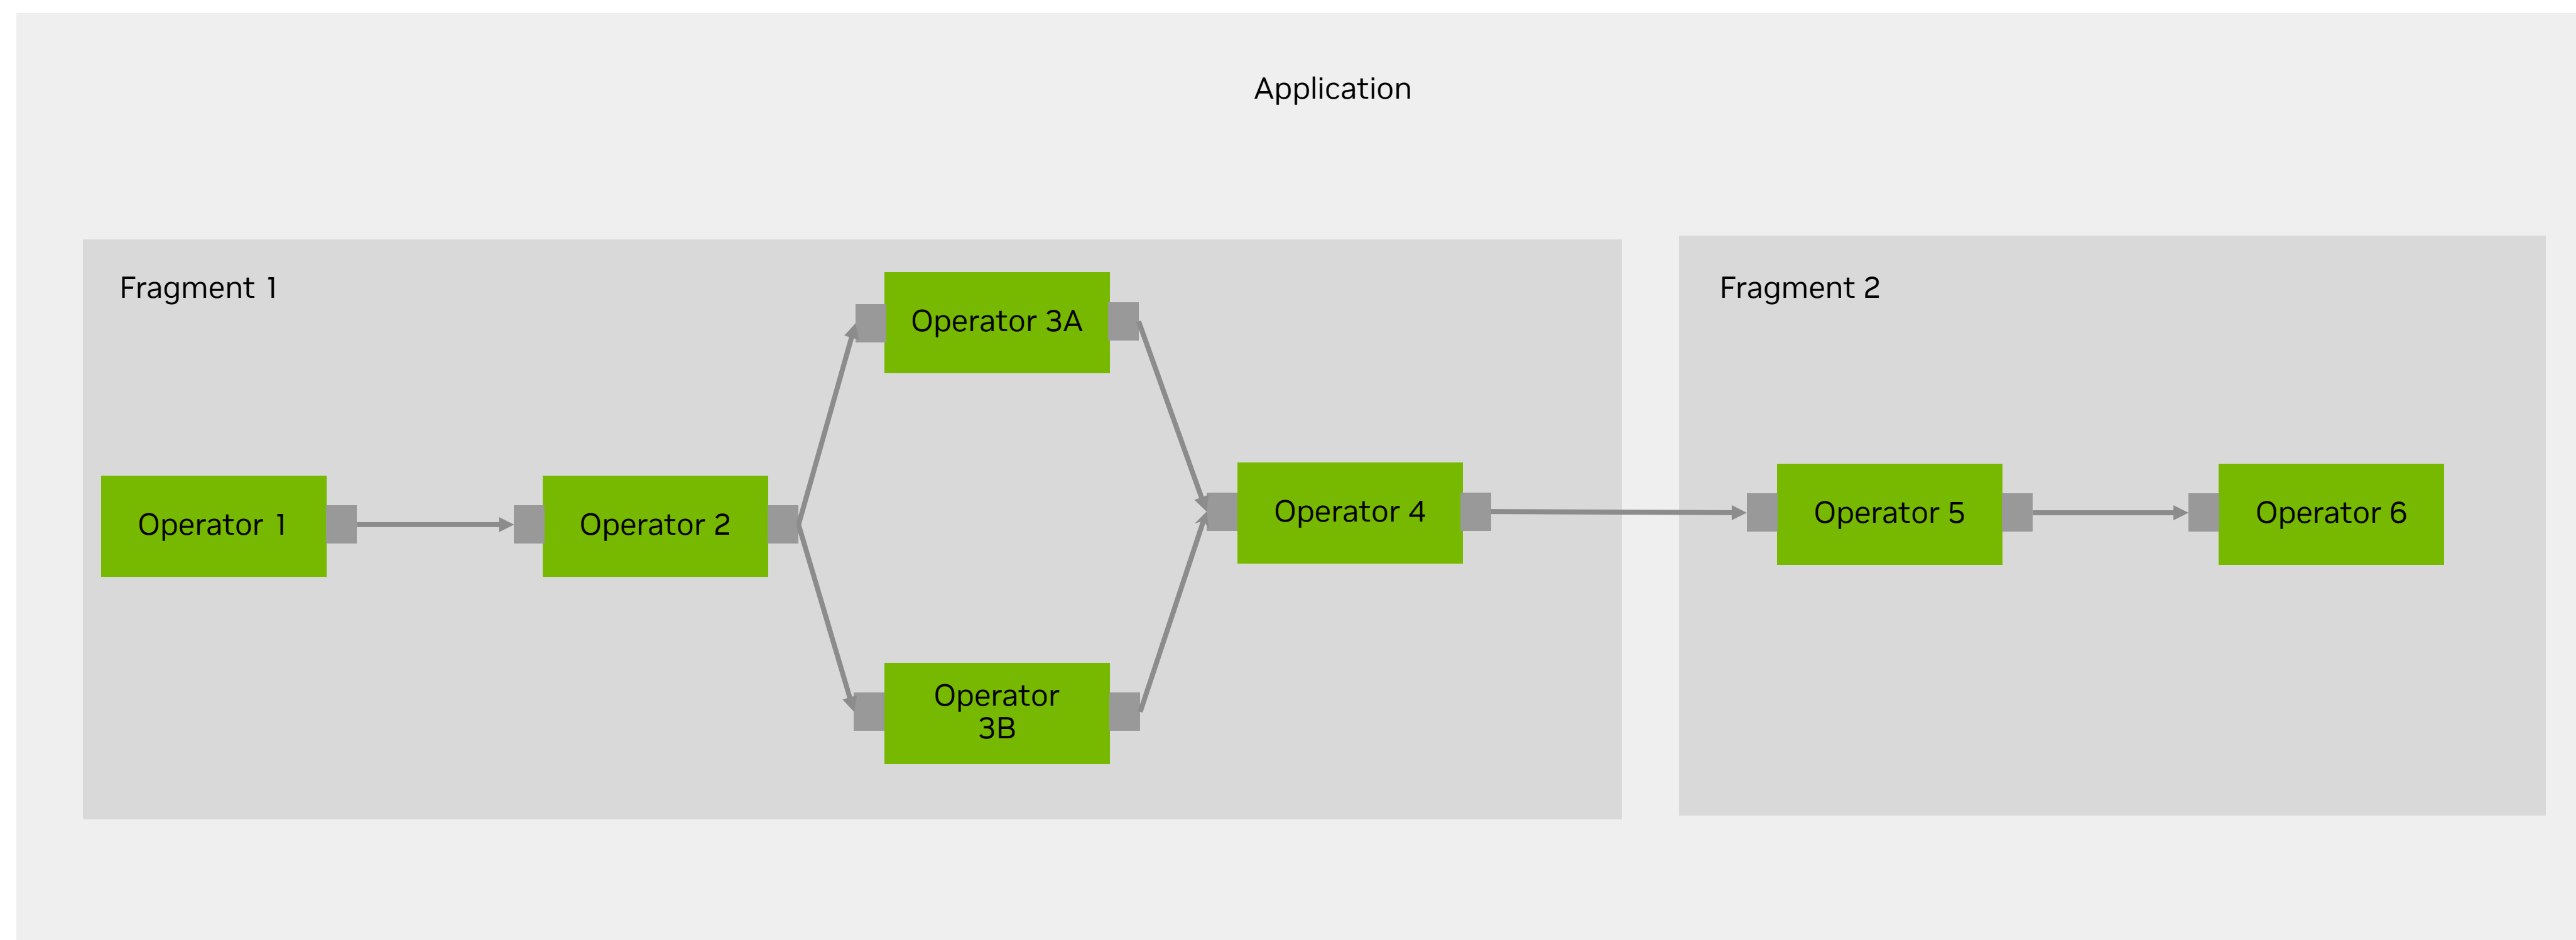 Application
Fragment 1
Fragment 2
Operator 3A
Operator 1
Operator 2
Operator 4
Operator 5
Operator 6
Operator
3B